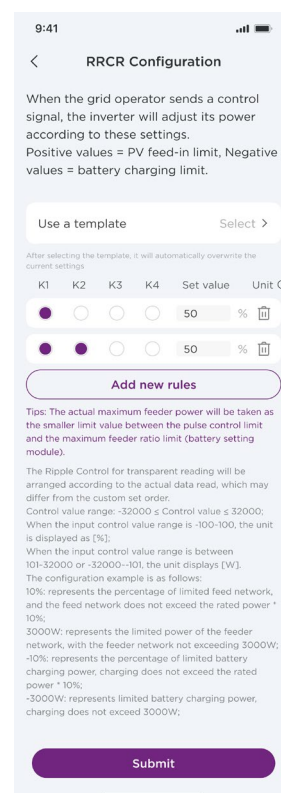 9:41
RRCR Configuration
When the grid operator sends a control
signal, the inverter will adjust its power
according to these settings.
Positive values = PV feed-in limit, Negative
values = battery charging limit.
Use a template Select >
After selecting the template, it will automatically overwrite the
current settings
K1 K2 K3 K4 Set value Unit
50 %
50 %
Add new rules
Tips: The actual maximum feeder power will be taken as
the smaller limit value between the pulse control limit
and the maximum feeder ratio limit (battery setting
module).
The Ripple Control for transparent reading will be
arranged according to the actual data read, which may
differ from the custom set order.
Control value range: -32000 ≤ Control value ≤ 32000;
When the input control value range is -100-100, the unit
is displayed as [%];
When the input control value range is between
101-32000 or -32000--101, the unit displays [W].
The configuration example is as follows:
10%: represents the percentage of limited feed network,
and the feed network does not exceed the rated power *
10%;
3000W: represents the limited power of the feeder
network, with the feeder network not exceeding 3000W;
-10%: represents the percentage of limited battery
charging power, charging does not exceed the rated
power * 10%;
-3000W: represents limited battery charging power,
charging does not exceed 3000W;
Submit